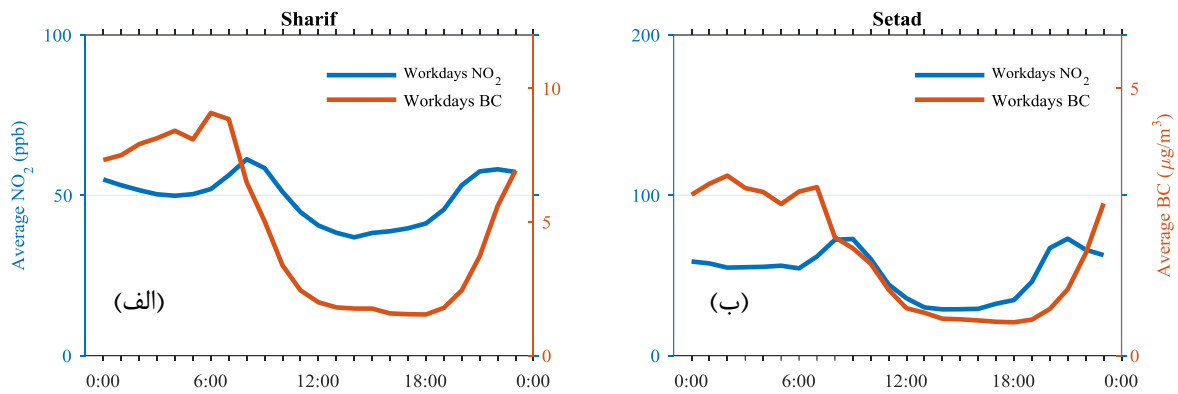 Sharif
Average NO2 (ppb)
100
50
0
Workdays NO2
Workdays BC
(الف)
10
5
0
0:00 6:00 12:00 18:00 0:00
Setad
200
100
0
Workdays NO2
Workdays BC
(ب)
5
0
Average BC (μg/m3)
0:00 6:00 12:00 18:00 0:00